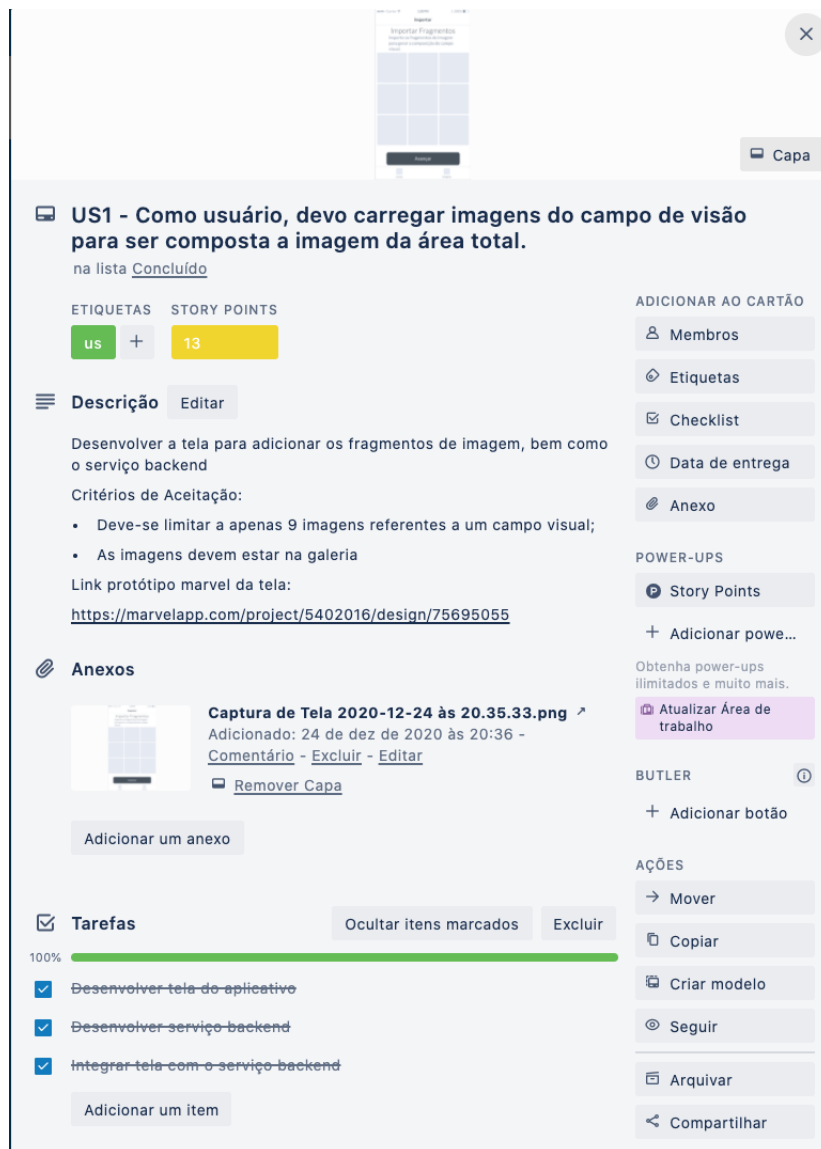 Importar
Importar Fragmentos
Avançar
Capa
US1 - Como usuário, devo carregar imagens do campo de visão
para ser composta a imagem da área total.
na lista Concluído
ETIQUETAS STORY POINTS
us + 13
Descrição Editar
Desenvolver a tela para adicionar os fragmentos de imagem, bem como
o serviço backend
Critérios de Aceitação:
• Deve-se limitar a apenas 9 imagens referentes a um campo visual;
• As imagens devem estar na galeria
Link protótipo marvel da tela:
https://marvelapp.com/project/5402016/design/75695055
Anexos
Captura de Tela 2020-12-24 às 20.35.33.png ↗
Adicionado: 24 de dez de 2020 às 20:36 -
Comentário - Excluir - Editar
Remover Capa
Adicionar um anexo
Tarefas Ocultar itens marcados Excluir
100%
Desenvolver tela do aplicativo
Desenvolver serviço backend
Integrar tela com o serviço backend
Adicionar um item
ADICIONAR AO CARTÃO
Membros
Etiquetas
Checklist
Data de entrega
Anexo
POWER-UPS
Story Points
+ Adicionar powe...
Obtenha power-ups
ilimitados e muito mais.
Atualizar Área de
trabalho
BUTLER
+ Adicionar botão
AÇÕES
Mover
Copiar
Criar modelo
Seguir
Arquivar
Compartilhar